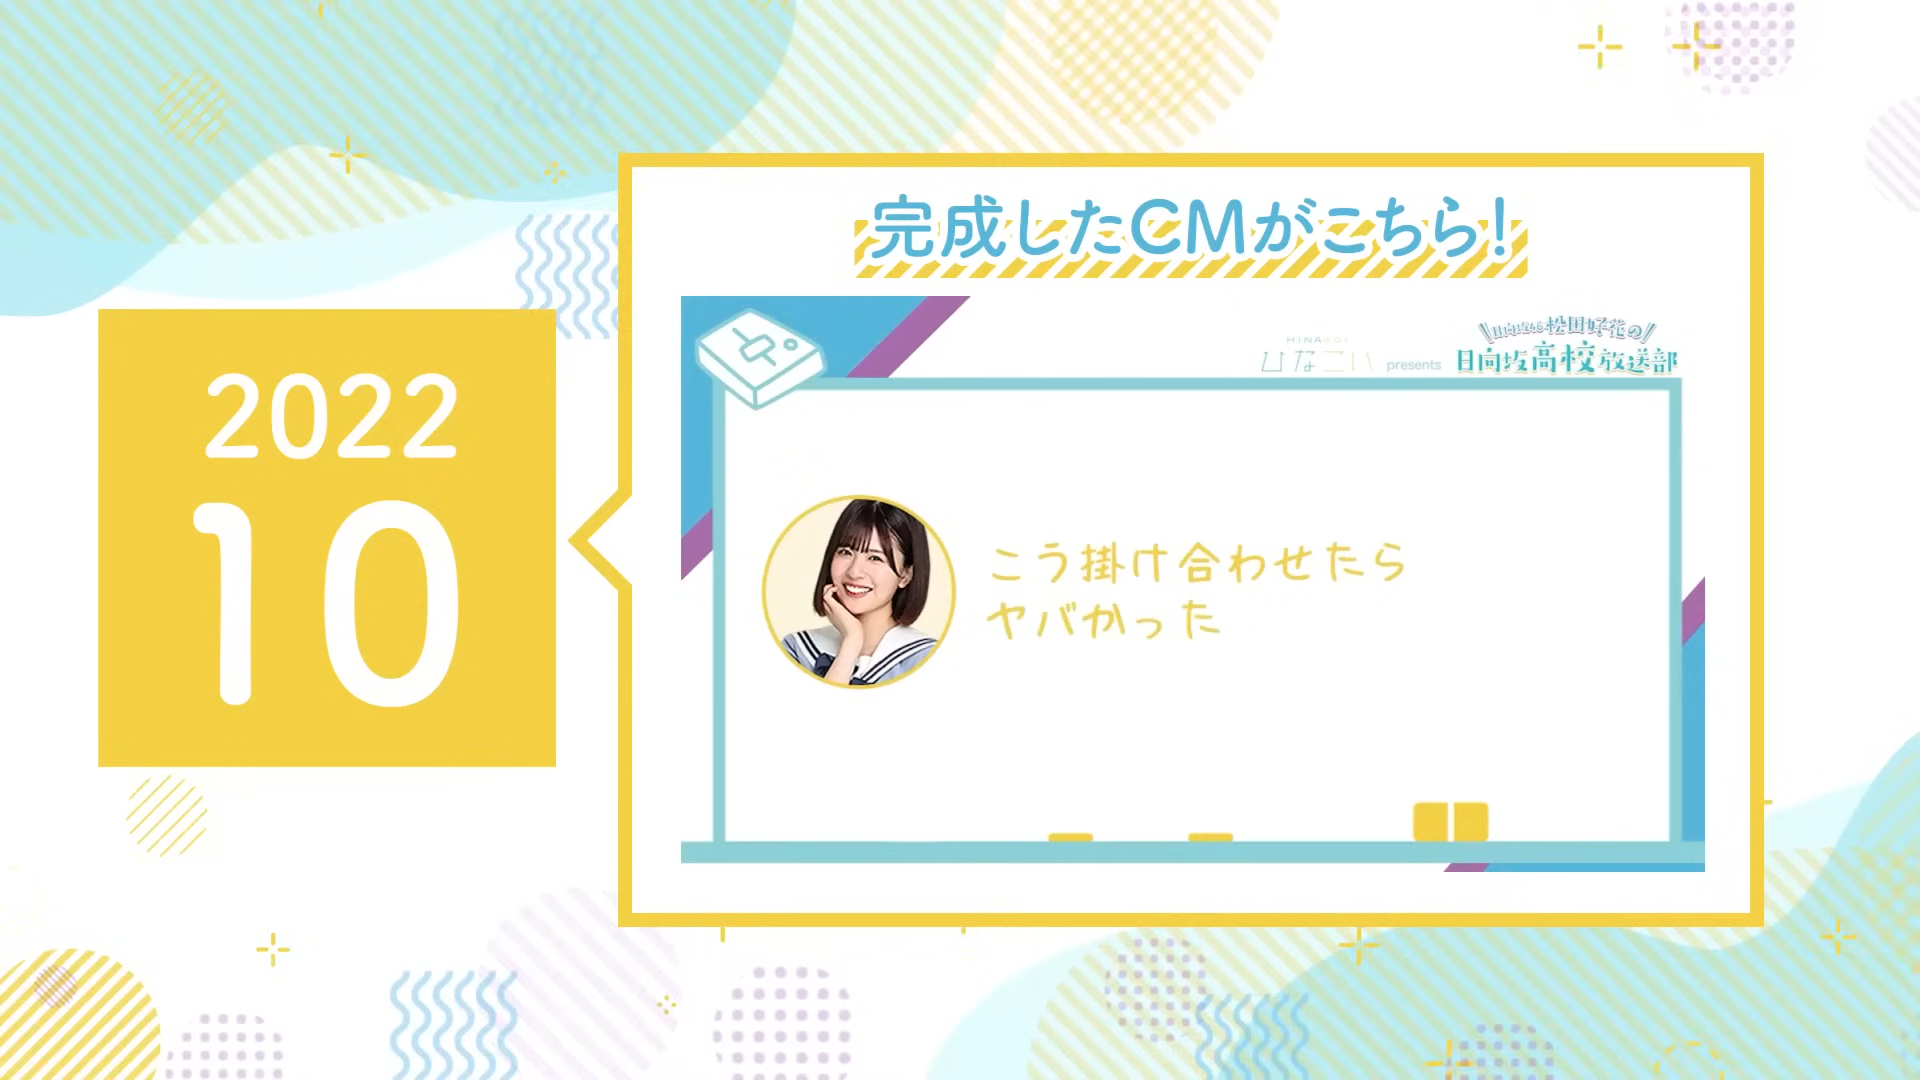 2022
10
完成したCMがこちら!
HINAKOI
ひなこい presents
日向坂46 松田好花の
日向坂高校放送部
こう掛け合わせたら
ヤバかった